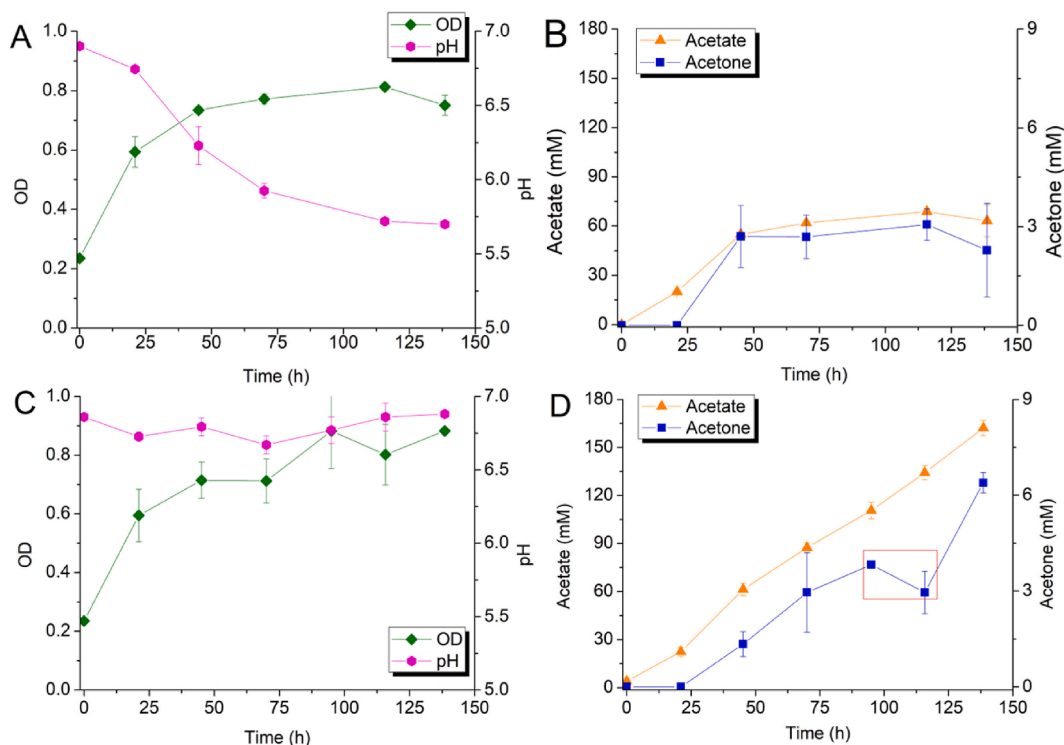 A
OD
pH
1.0
0.8
0.6
0.4
0.2
0.0
OD
7.0
6.5
6.0
5.5
5.0
pH
0 25 50 75 100 125 150
Time (h)
B
Acetate
Acetone
180
150
120
90
60
30
0
Acetate (mM)
9
6
3
0
Acetone (mM)
0 25 50 75 100 125 150
Time (h)
C
OD
pH
1.0
0.8
0.6
0.4
0.2
0.0
OD
7.0
6.5
6.0
5.5
5.0
pH
0 25 50 75 100 125 150
Time (h)
D
Acetate
Acetone
180
150
120
90
60
30
0
Acetate (mM)
9
6
3
0
Acetone (mM)
0 25 50 75 100 125 150
Time (h)